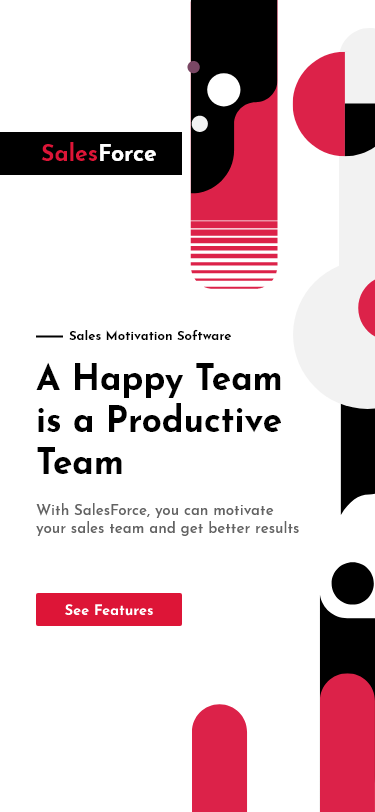 SalesForce
Sales Motivation Software
A Happy Team
is a Productive
Team
With SalesForce, you can motivate
your sales team and get better results
See Features